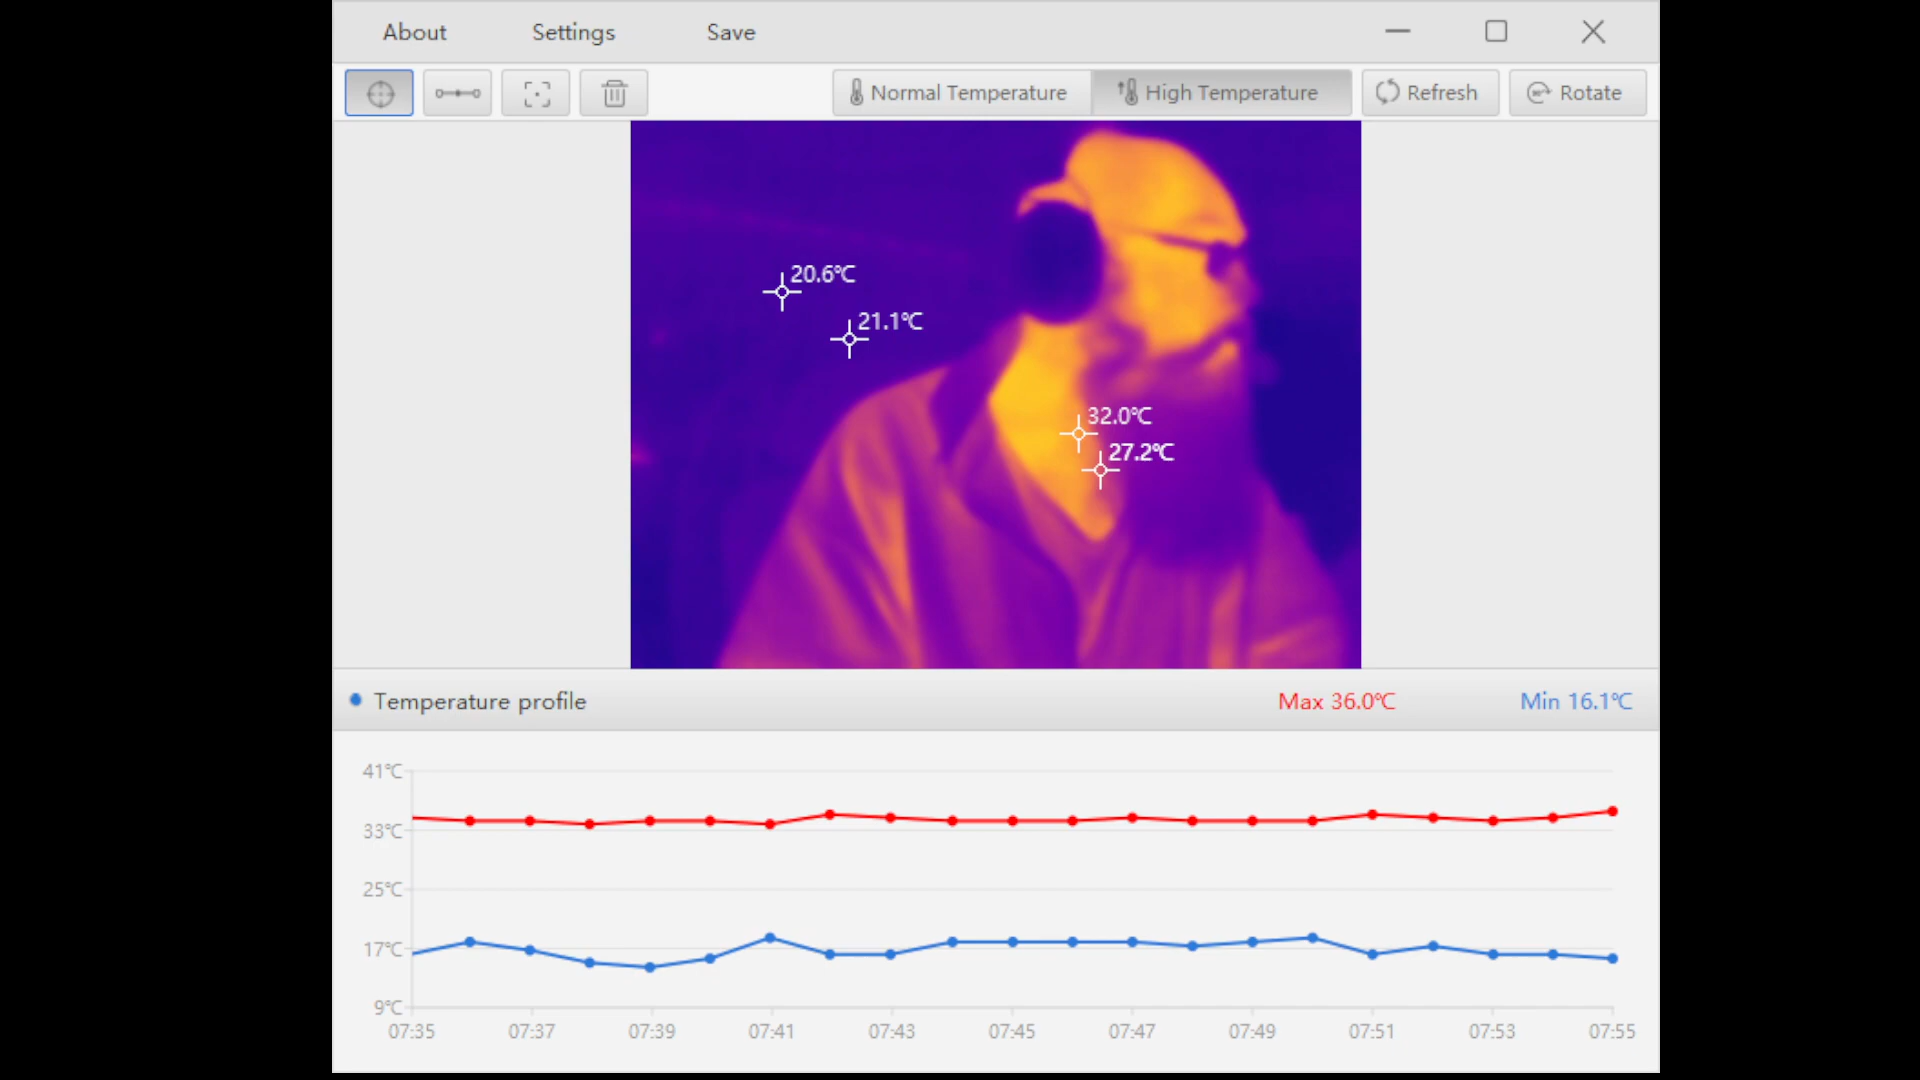 About Settings Save
Normal Temperature High Temperature Refresh Rotate
20.6℃
21.1℃
32.0℃
27.2℃
Temperature profile Max 36.0℃ Min 16.1℃
41℃
33℃
25℃
17℃
9℃
07:35 07:37 07:39 07:41 07:43 07:45 07:47 07:49 07:51 07:53 07:55